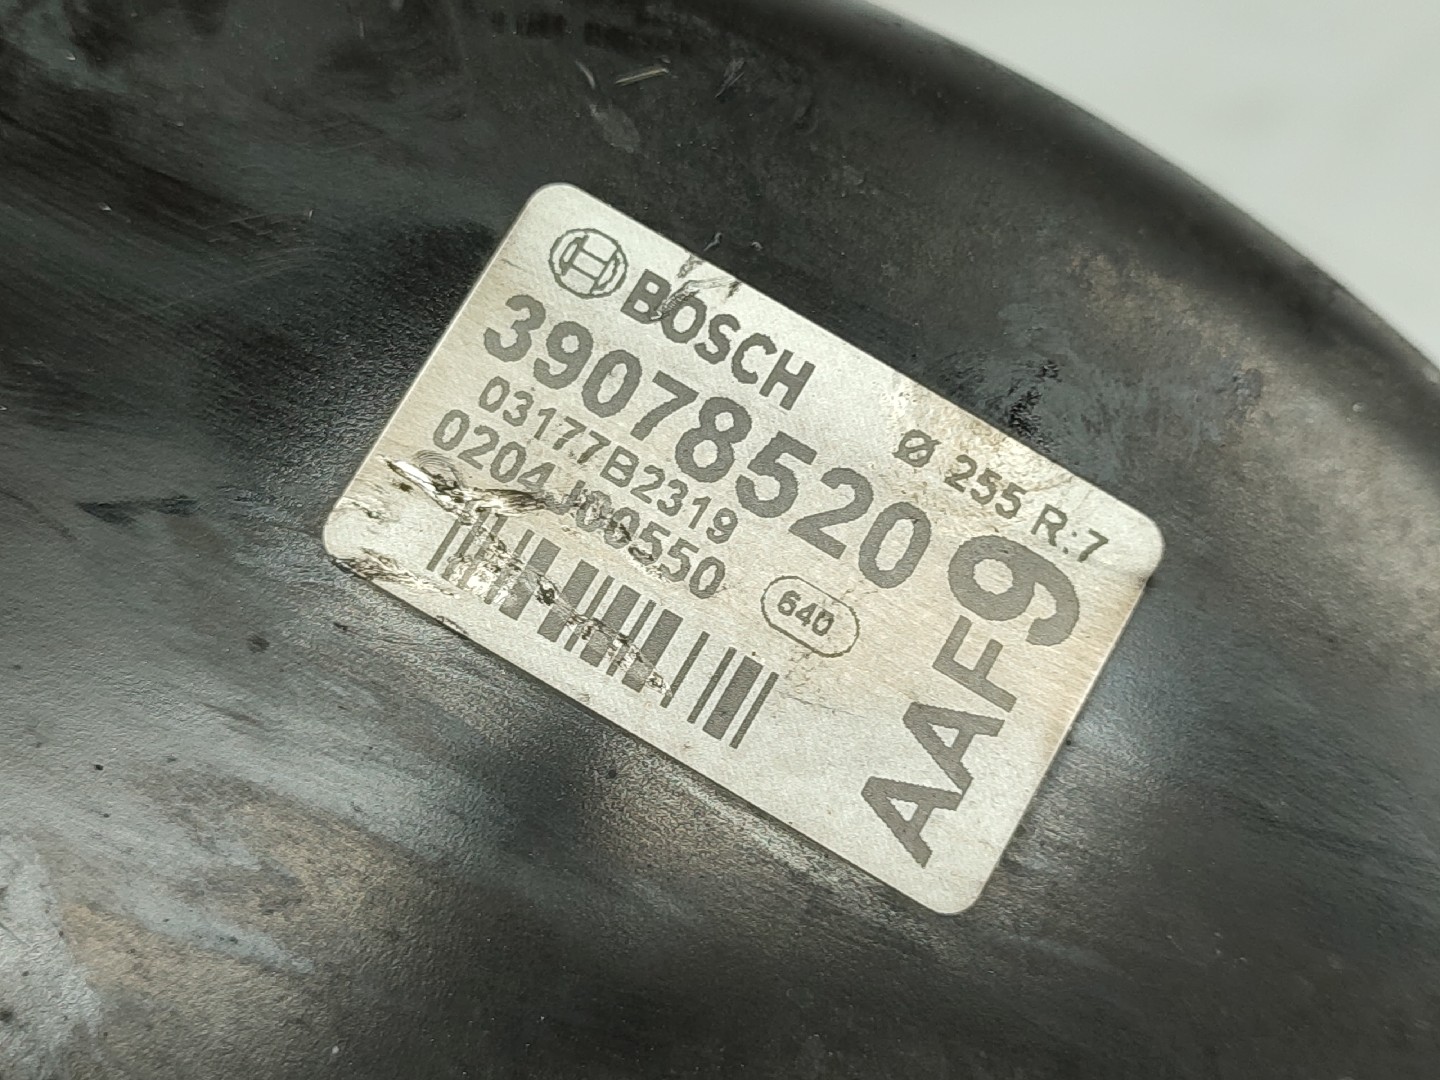 BOSCH
39078520
03177B2319
0204J00550
Ø 255 R:7
640
AAF9